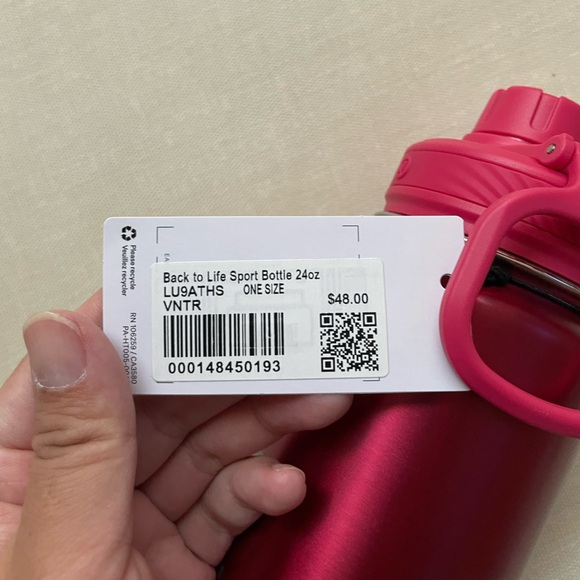 Back to Life Sport Bottle 24oz
LU9ATHS ONE SIZE
VNTR $48.00
000148450193
Please recycle
Veuillez recycler
RN 106259 / CA3580